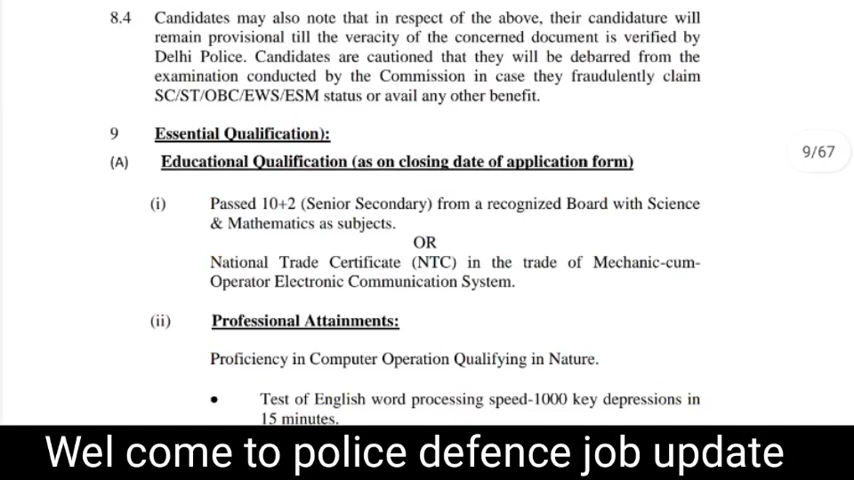 8.4 Candidates may also note that in respect of the above, their candidature will
remain provisional till the veracity of the concerned document is verified by
Delhi Police. Candidates are cautioned that they will be debarred from the
examination conducted by the Commission in case they fraudulently claim
SC/ST/OBC/EWS/ESM status or avail any other benefit.
9 Essential Qualification):
(A) Educational Qualification (as on closing date of application form)
9/67
(i) Passed 10+2 (Senior Secondary) from a recognized Board with Science
& Mathematics as subjects.
OR
National Trade Certificate (NTC) in the trade of Mechanic-cum-
Operator Electronic Communication System.
(ii) Professional Attainments:
Proficiency in Computer Operation Qualifying in Nature.
• Test of English word processing speed-1000 key depressions in
15 minutes.
Wel come to police defence job update